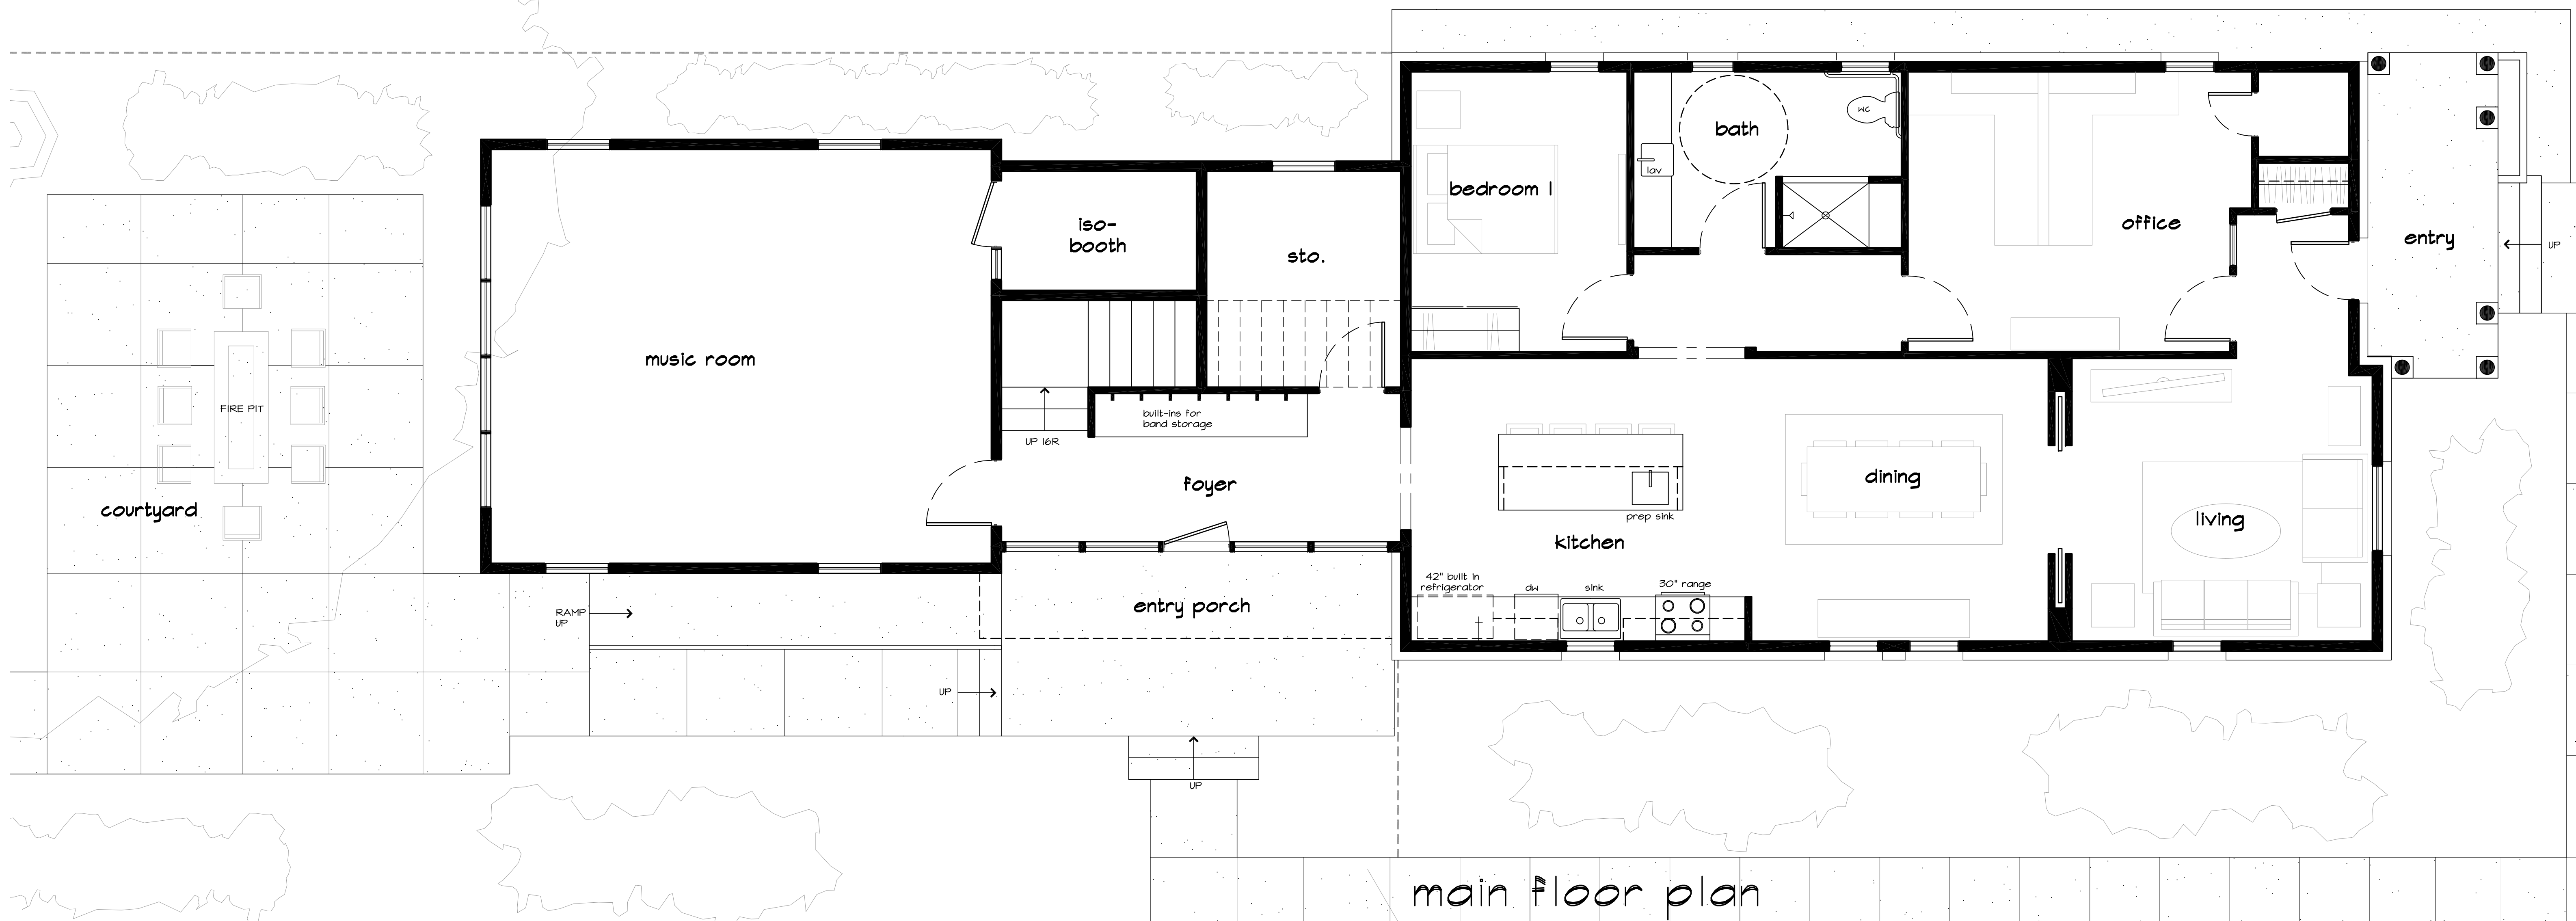 wc
bath
lav
bedroom 1
office
entry
UP
iso-
booth
sto.
music room
FIRE PIT
courtyard
built-ins for
band storage
UP 16R
foyer
dining
prep sink
kitchen
living
42" built in
refrigerator
dw
sink
30" range
entry porch
RAMP
UP
UP
UP
main floor plan